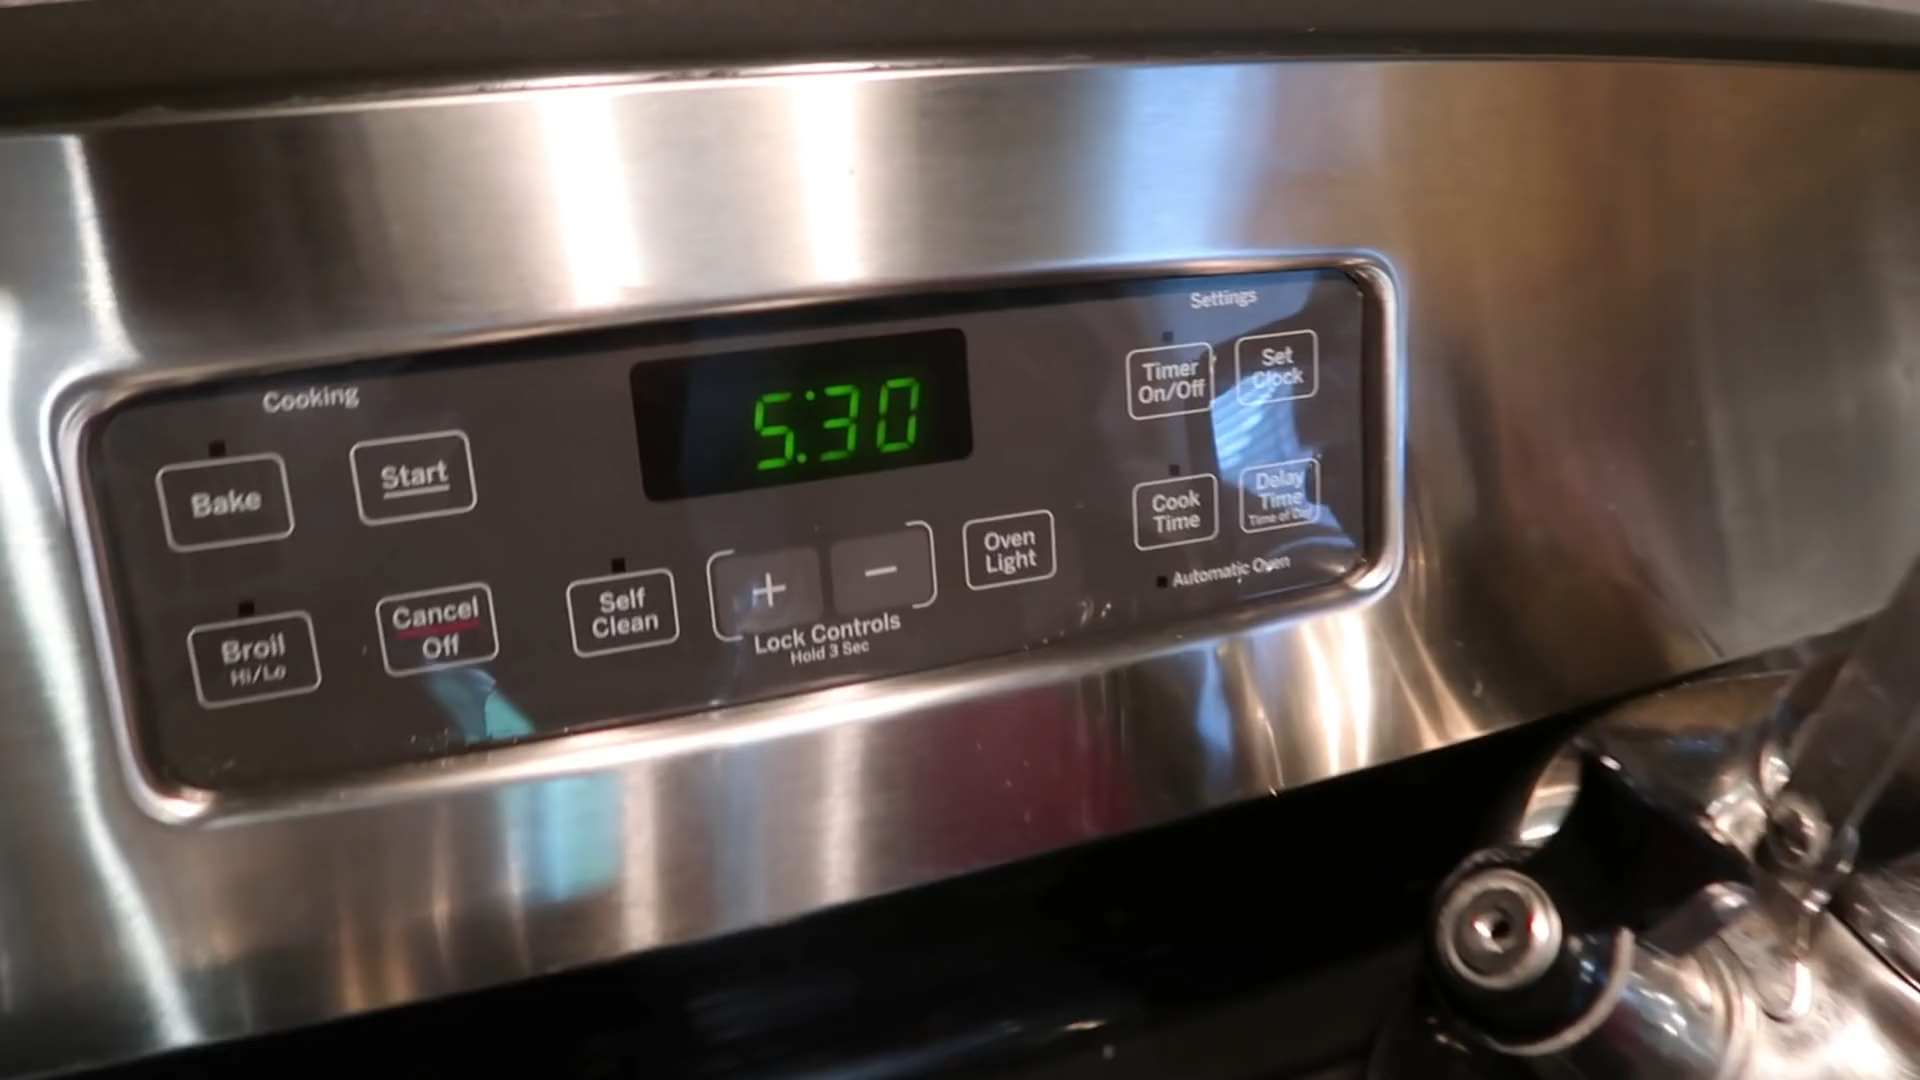 Cooking
Bake
Start
Broil
Hi/Lo
Cancel
Off
5:30
Self
Clean
+
−
Lock Controls
Hold 3 Sec
Oven
Light
Settings
Timer
On/Off
Set
Clock
Cook
Time
Delay
Time
Time of Day
Automatic Oven